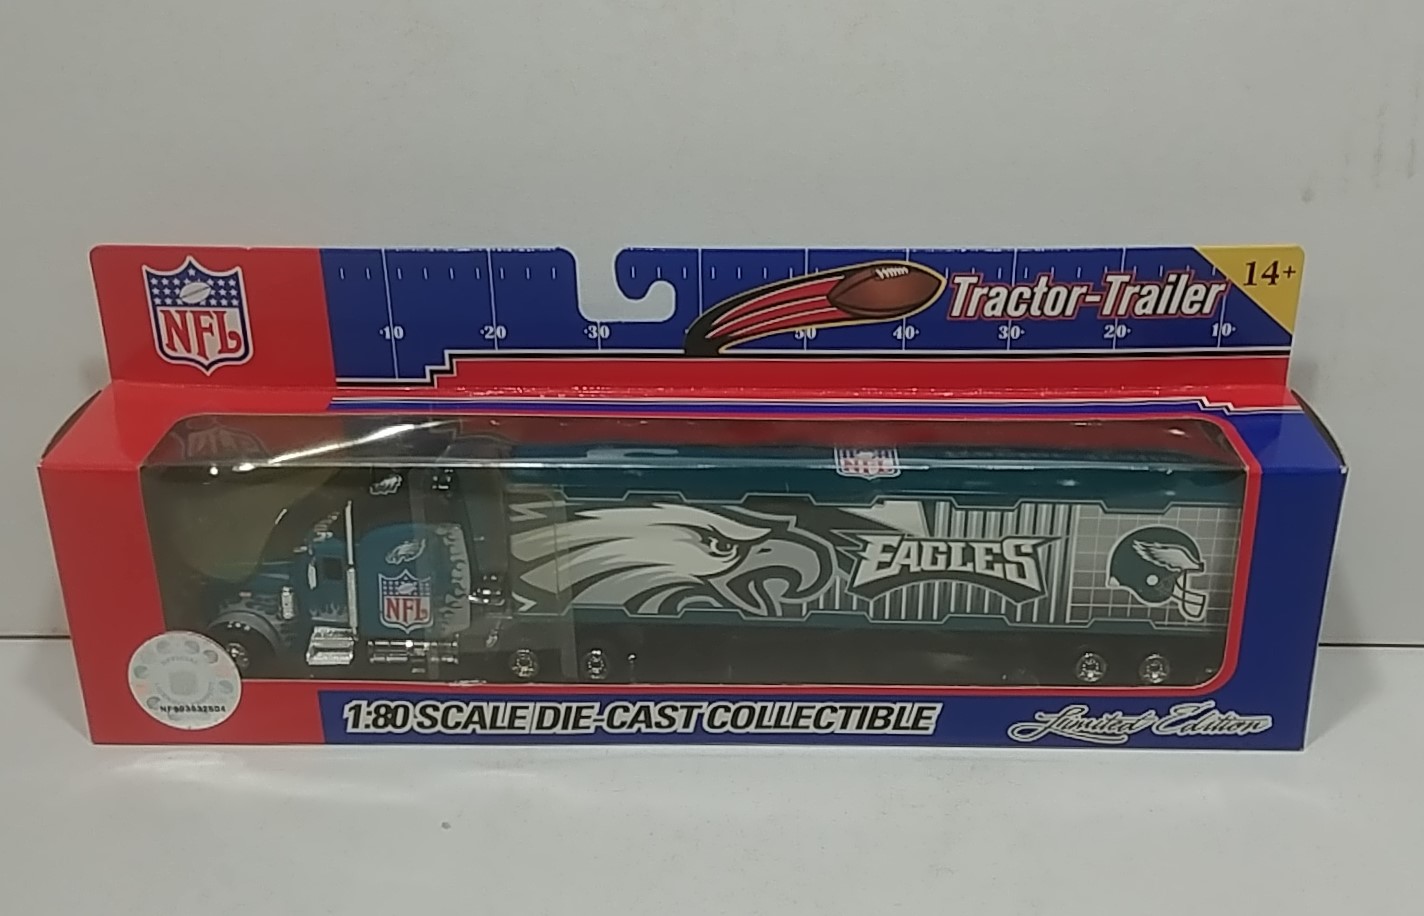 NFL
·10 ·20 ·30 50 40· 30· 20· 10·
Tractor-Trailer
14+
NFL
EAGLES
NFL
1:80 SCALE DIE-CAST COLLECTIBLE
Limited Edition